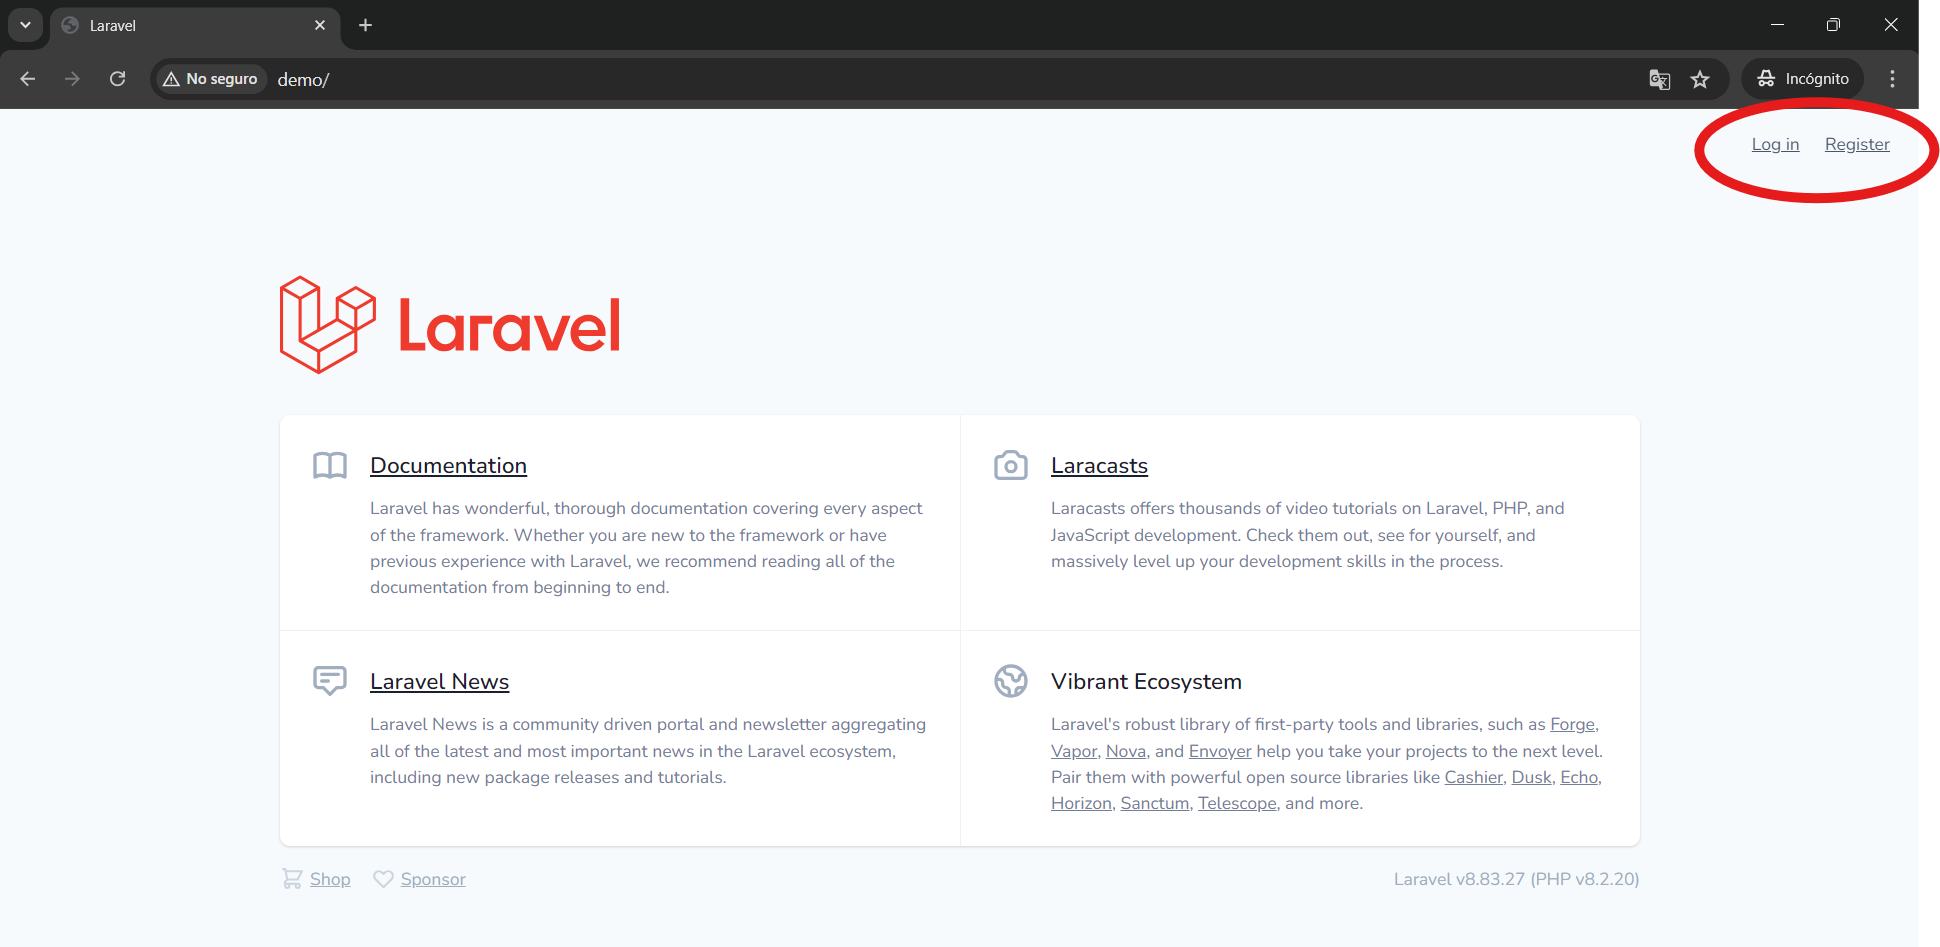 Laravel
No seguro
demo/
Incógnito
Log in
Register
Laravel
Documentation
Laravel has wonderful, thorough documentation covering every aspect
of the framework. Whether you are new to the framework or have
previous experience with Laravel, we recommend reading all of the
documentation from beginning to end.
Laracasts
Laracasts offers thousands of video tutorials on Laravel, PHP, and
JavaScript development. Check them out, see for yourself, and
massively level up your development skills in the process.
Laravel News
Laravel News is a community driven portal and newsletter aggregating
all of the latest and most important news in the Laravel ecosystem,
including new package releases and tutorials.
Vibrant Ecosystem
Laravel's robust library of first-party tools and libraries, such as Forge,
Vapor, Nova, and Envoyer help you take your projects to the next level.
Pair them with powerful open source libraries like Cashier, Dusk, Echo,
Horizon, Sanctum, Telescope, and more.
Shop
Sponsor
Laravel v8.83.27 (PHP v8.2.20)